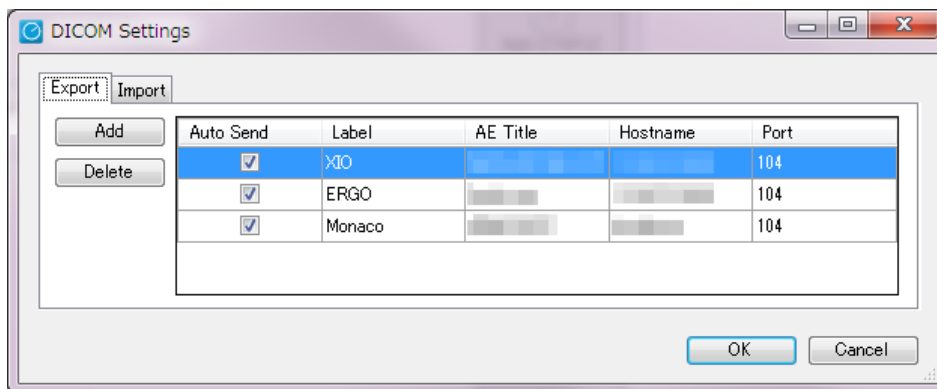 DICOM Settings
Export Import
Add
Delete
Auto Send Label AE Title Hostname Port
XIO 104
ERGO 104
Monaco 104
OK Cancel